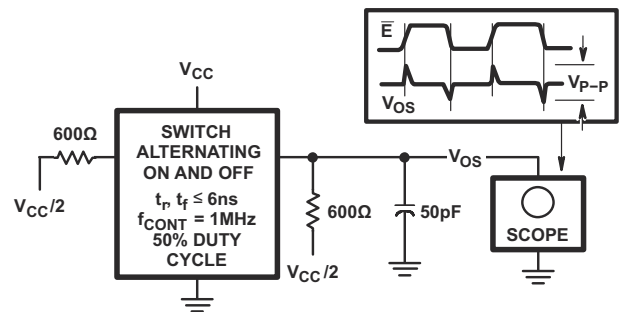 E̅
V_P–P
V_OS
V_CC
600Ω
SWITCH
ALTERNATING
ON AND OFF
t_r, t_f ≤ 6ns
f_CONT = 1MHz
50% DUTY
CYCLE
V_CC/2
V_OS
600Ω
50pF
V_CC/2
SCOPE